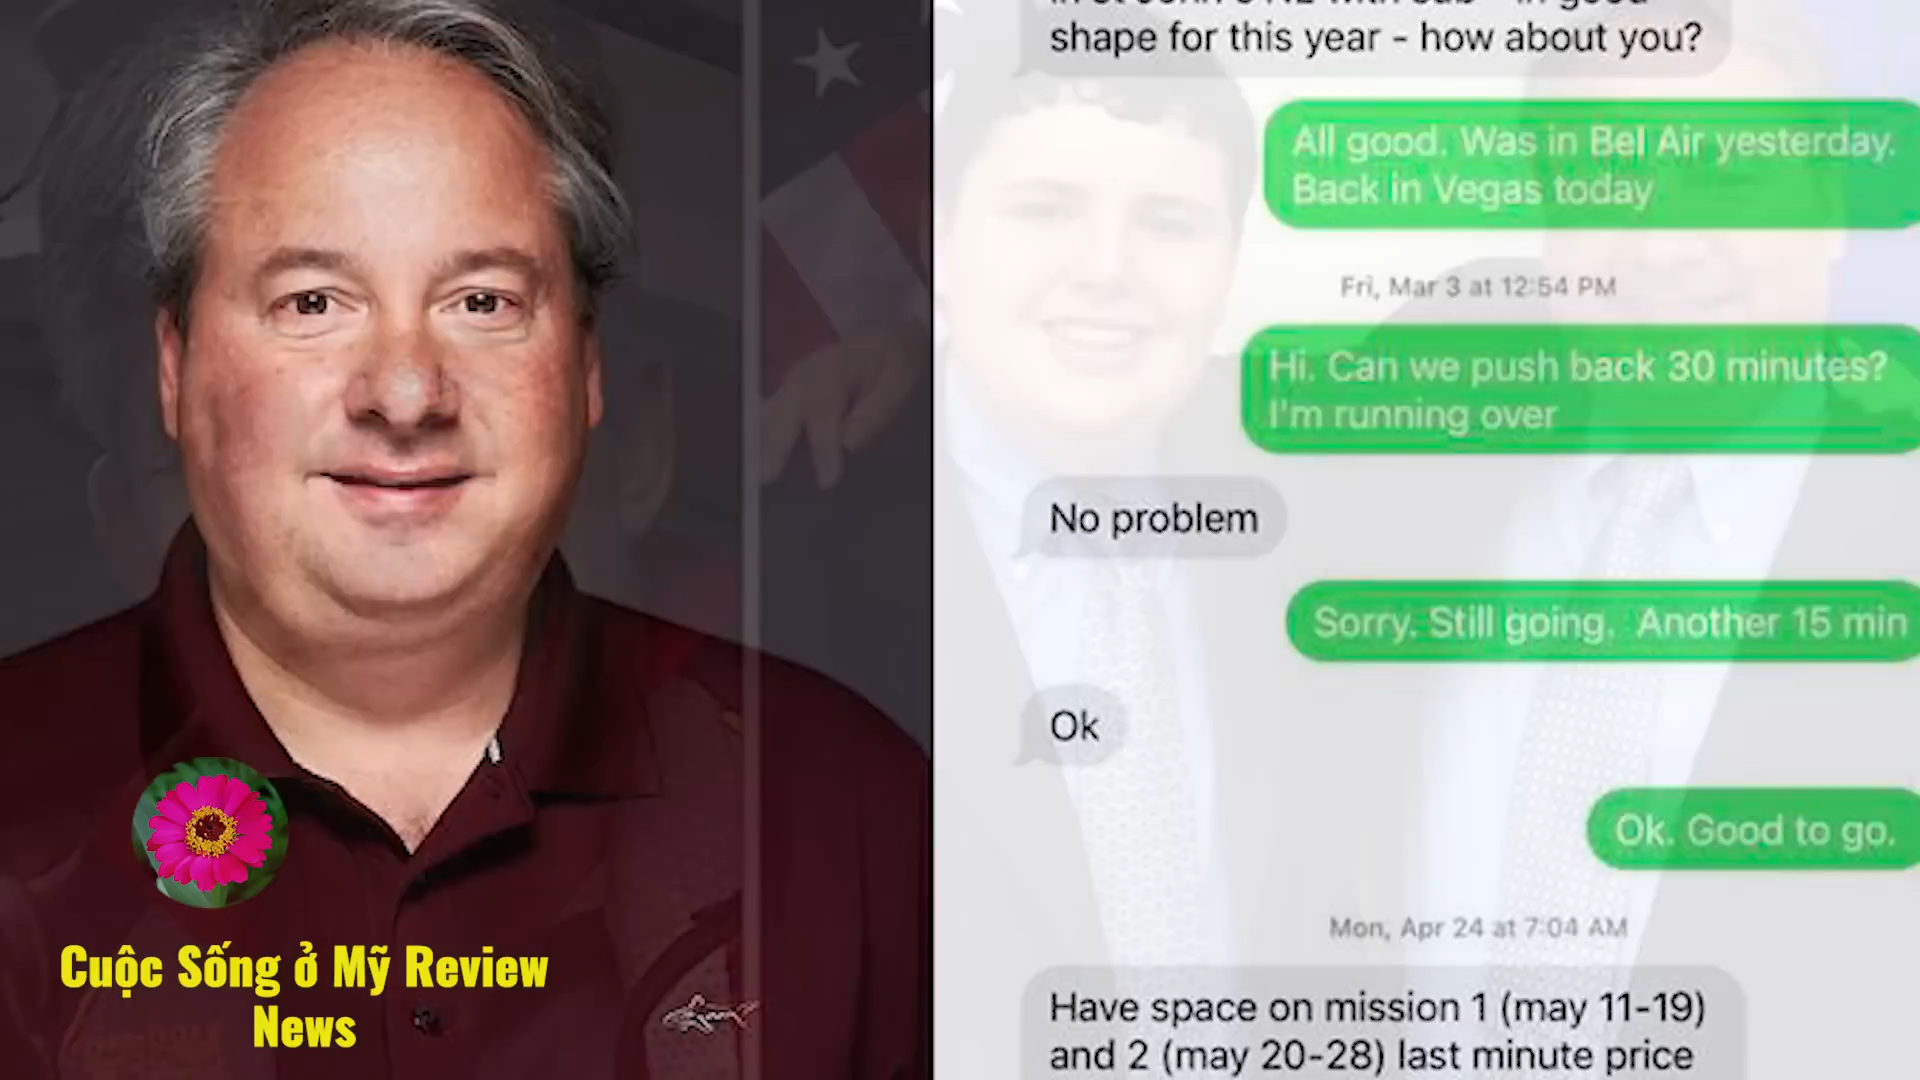 shape for this year - how about you?
All good. Was in Bel Air yesterday.
Back in Vegas today
Fri, Mar 3 at 12:54 PM
Hi. Can we push back 30 minutes?
I'm running over
No problem
Sorry. Still going. Another 15 min
Ok
Ok. Good to go.
Mon, Apr 24 at 7:04 AM
Have space on mission 1 (may 11-19)
and 2 (may 20-28) last minute price
Cuộc Sống ở Mỹ Review
News